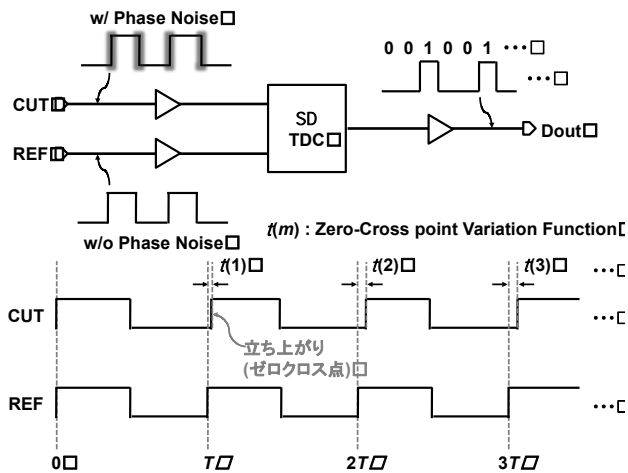 w/ Phase Noise□
0 0 1 0 0 1 ･･･□
･･･□
CUT□
SD
TDC□
Dout□
REF□
w/o Phase Noise□
t(m) : Zero-Cross point Variation Function□
t(1)□ t(2)□ t(3)□ ･･･□
CUT ･･･□
立ち上がり
(ゼロクロス点)□
REF ･･･□
0□ T□ 2T□ 3T□